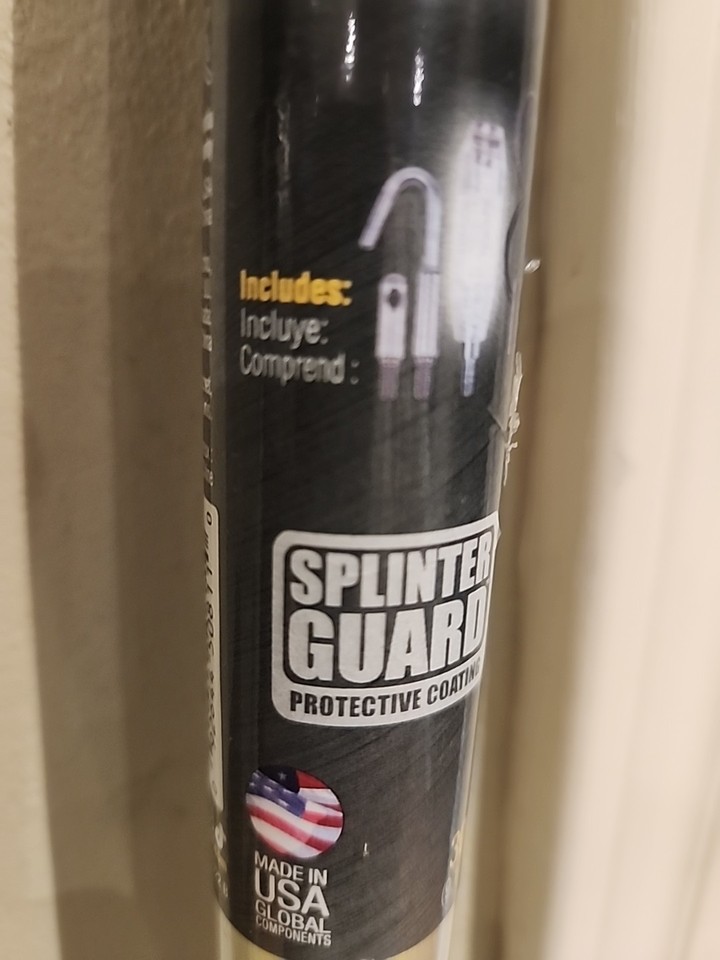 Includes:
Incluye:
Comprend :
SPLINTER
GUARD
PROTECTIVE COATING
MADE IN
USA
GLOBAL
COMPONENTS